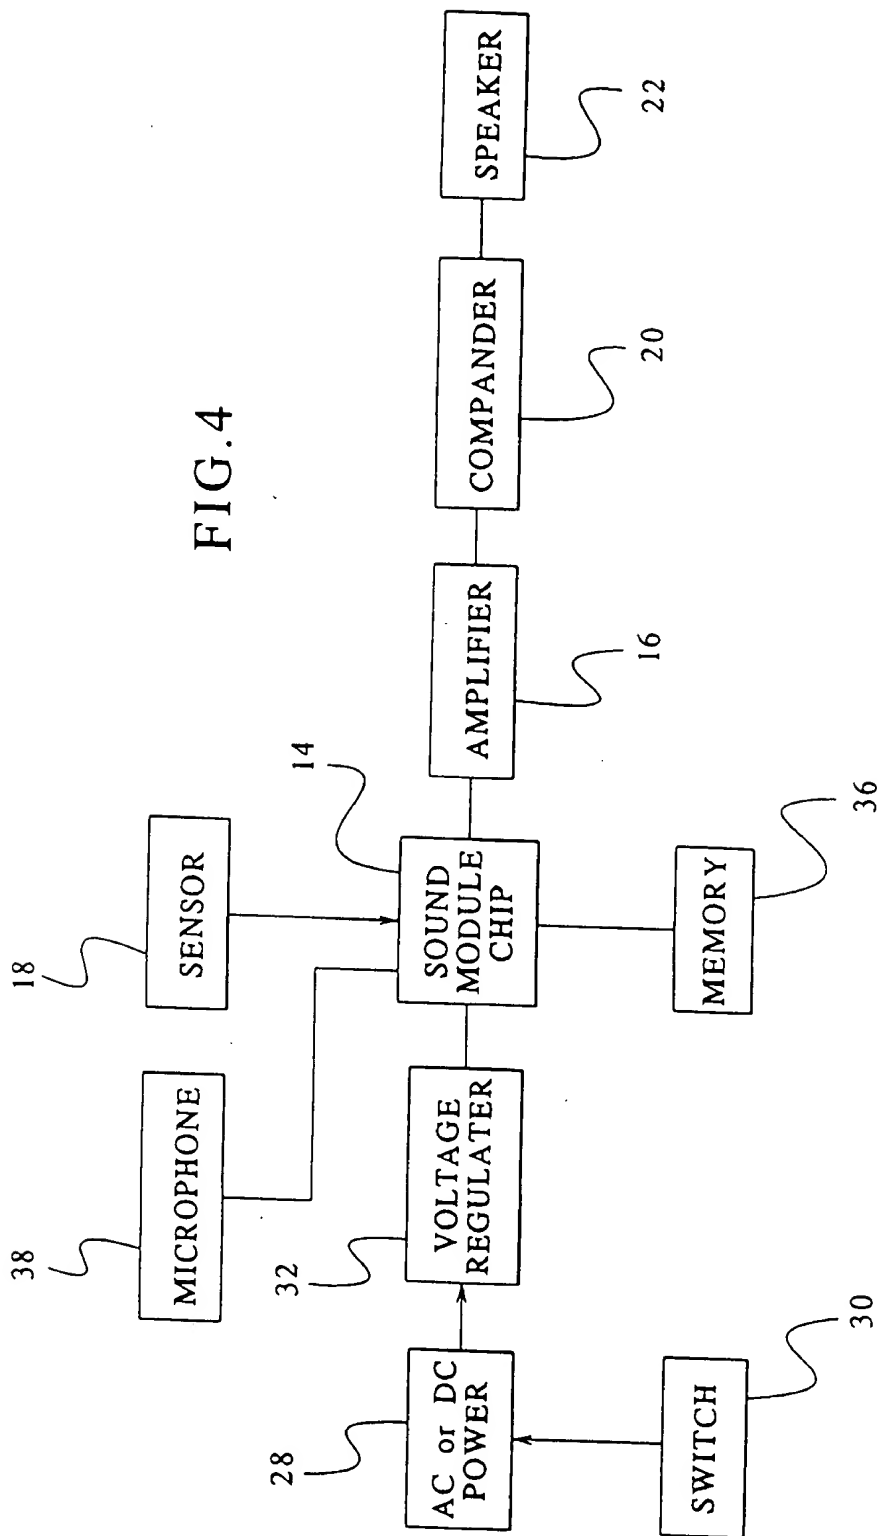 FIG.4
38
MICROPHONE
18
SENSOR
28
AC or DC
POWER
32
VOLTAGE
REGULATER
14
SOUND
MODULE
CHIP
AMPLIFIER
16
COMPANDER
20
SPEAKER
22
SWITCH
30
MEMORY
36